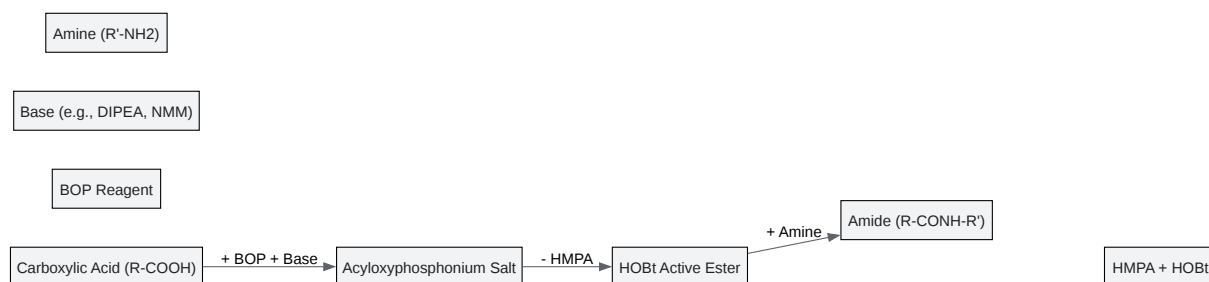 Amine (R'-NH2)
Base (e.g., DIPEA, NMM)
BOP Reagent
Amide (R-CONH-R')
+ Amine
Carboxylic Acid (R-COOH)
+ BOP + Base
Acyloxyphosphonium Salt
- HMPA
HOBt Active Ester
HMPA + HOBt